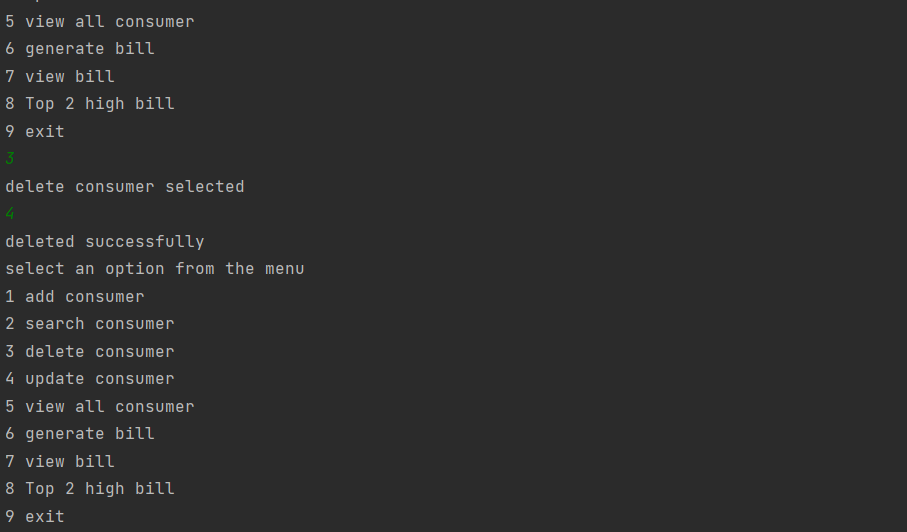 5 view all consumer
6 generate bill
7 view bill
8 Top 2 high bill
9 exit
3
delete consumer selected
4
deleted successfully
select an option from the menu
1 add consumer
2 search consumer
3 delete consumer
4 update consumer
5 view all consumer
6 generate bill
7 view bill
8 Top 2 high bill
9 exit